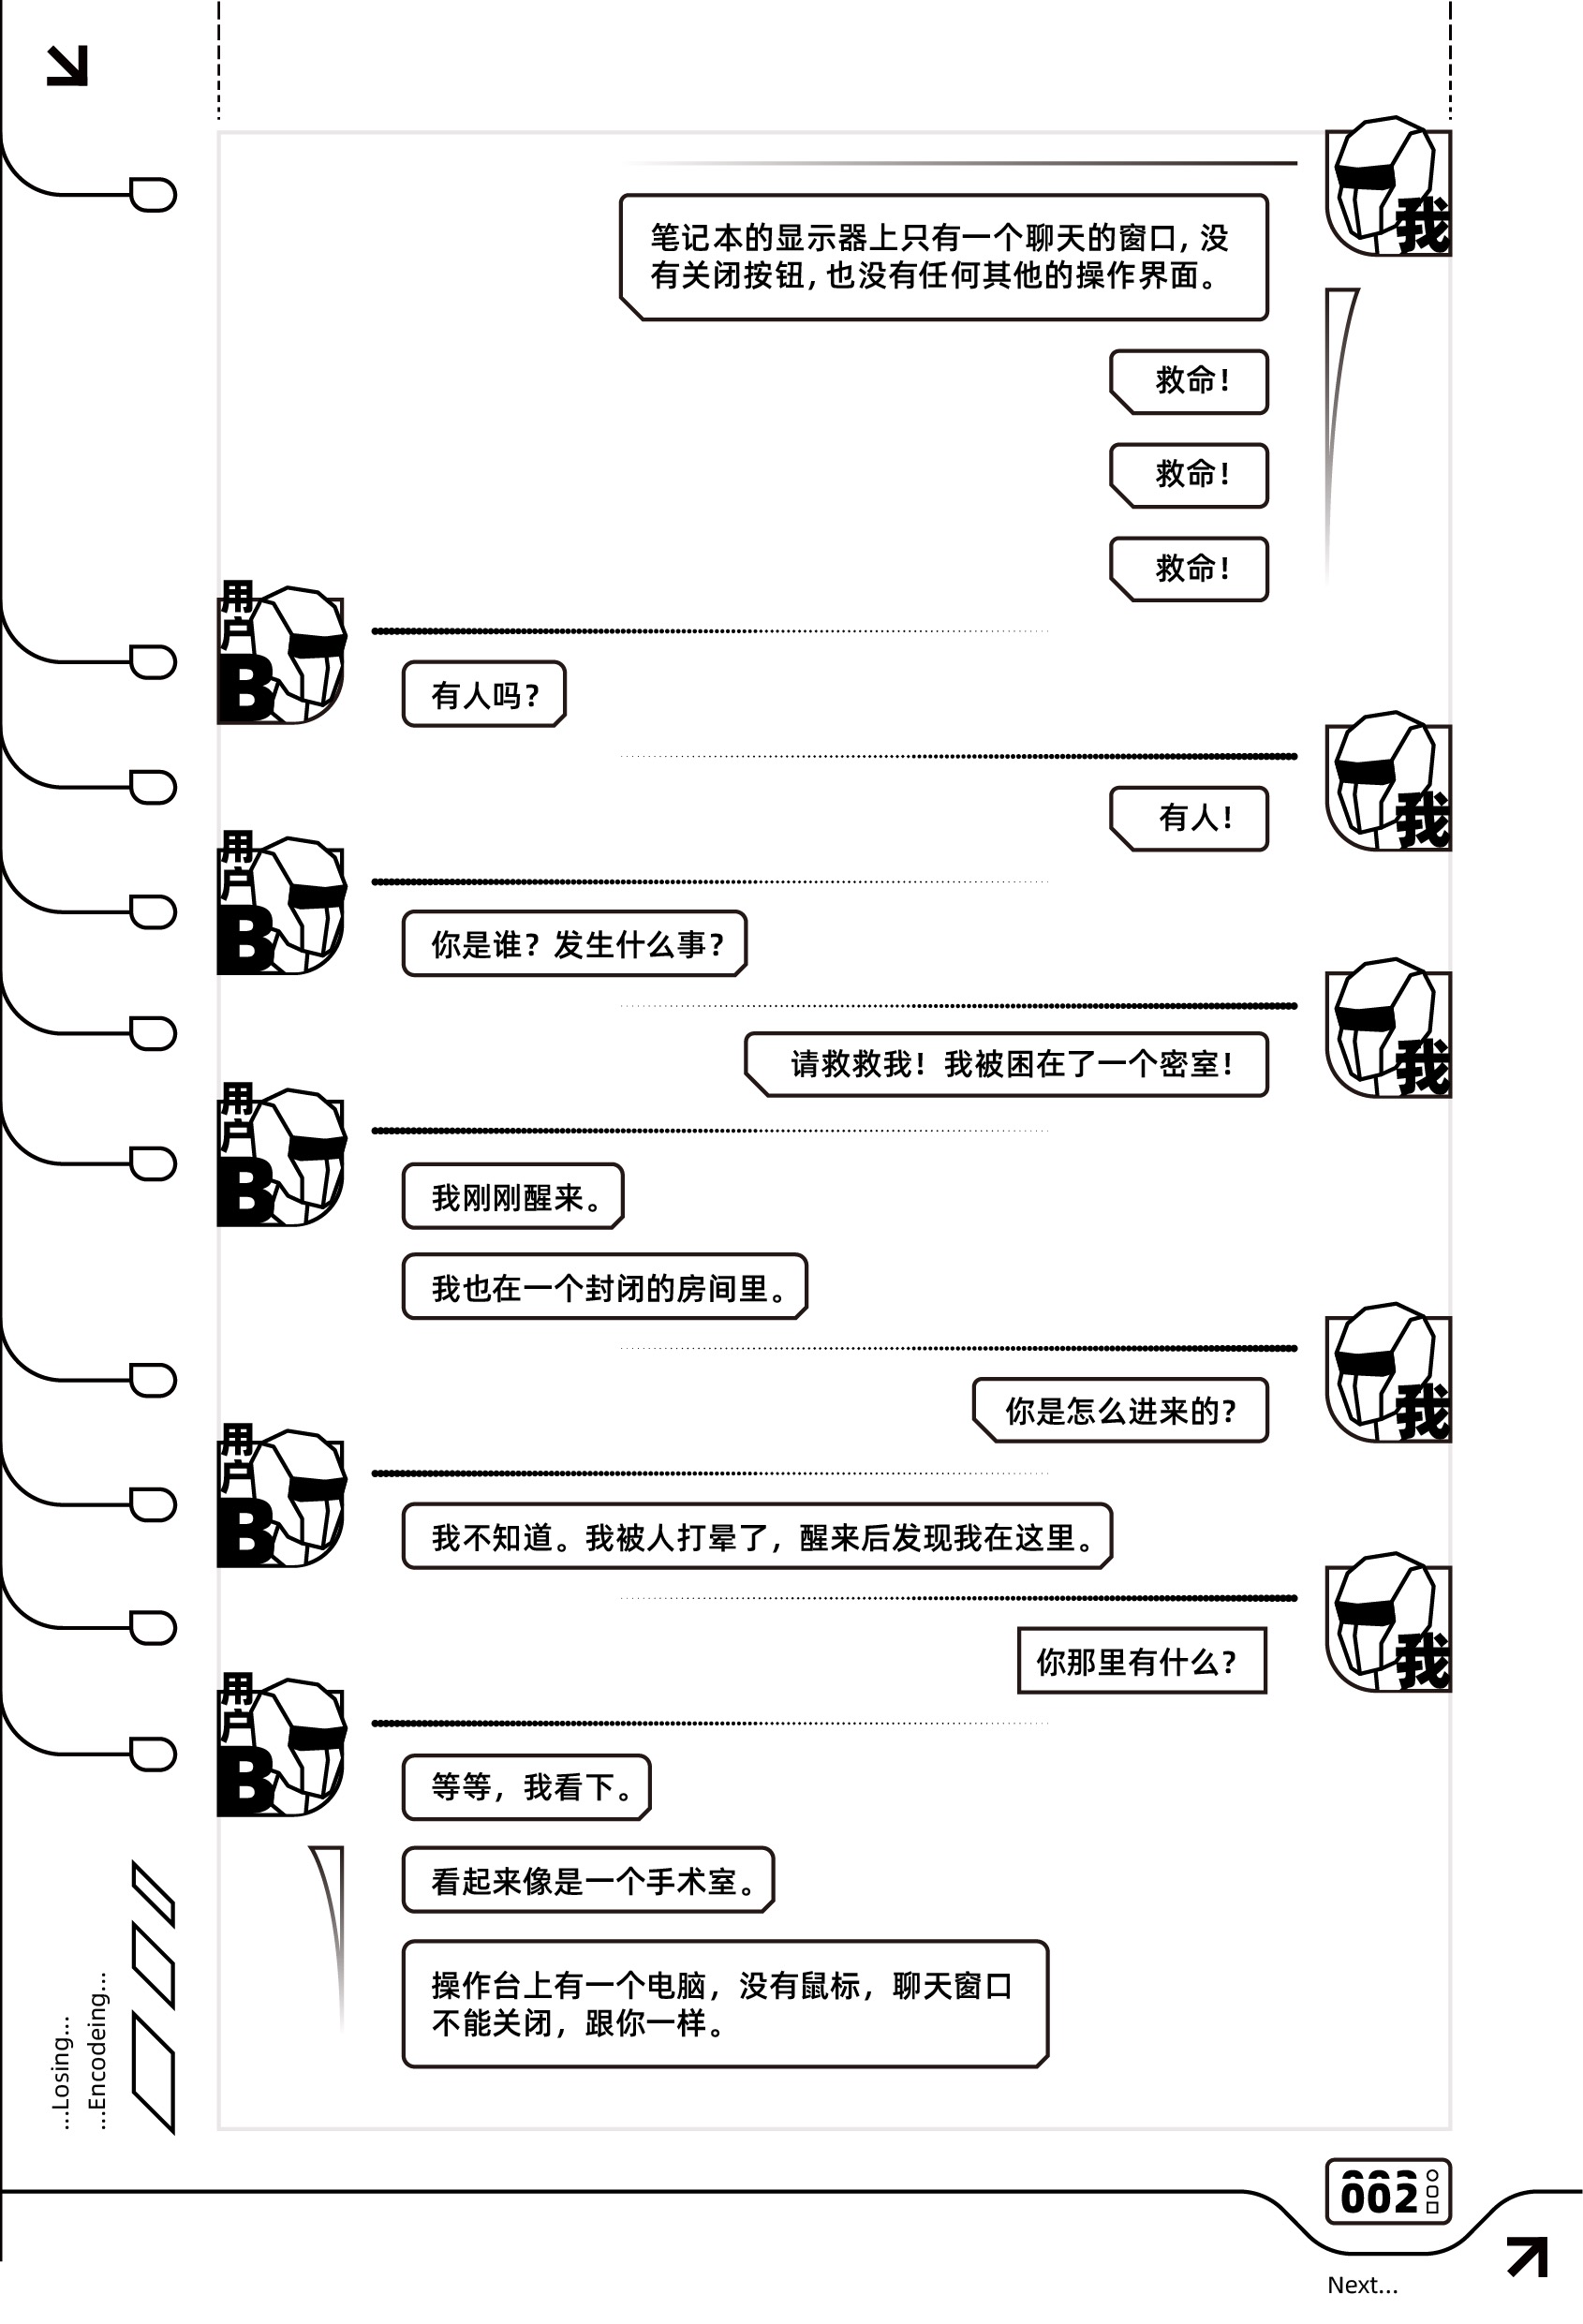 我
笔记本的显示器上只有一个聊天的窗口，没
有关闭按钮，也没有任何其他的操作界面。
救命！
救命！
救命！
用户B
有人吗？
我
有人！
用户B
你是谁？发生什么事？
我
请救救我！我被困在了一个密室！
用户B
我刚刚醒来。
我也在一个封闭的房间里。
我
你是怎么进来的？
用户B
我不知道。我被人打晕了，醒来后发现我在这里。
我
你那里有什么？
用户B
等等，我看下。
看起来像是一个手术室。
操作台上有一个电脑，没有鼠标，聊天窗口
不能关闭，跟你一样。
...Losing...
...Encodeing...
002
Next...